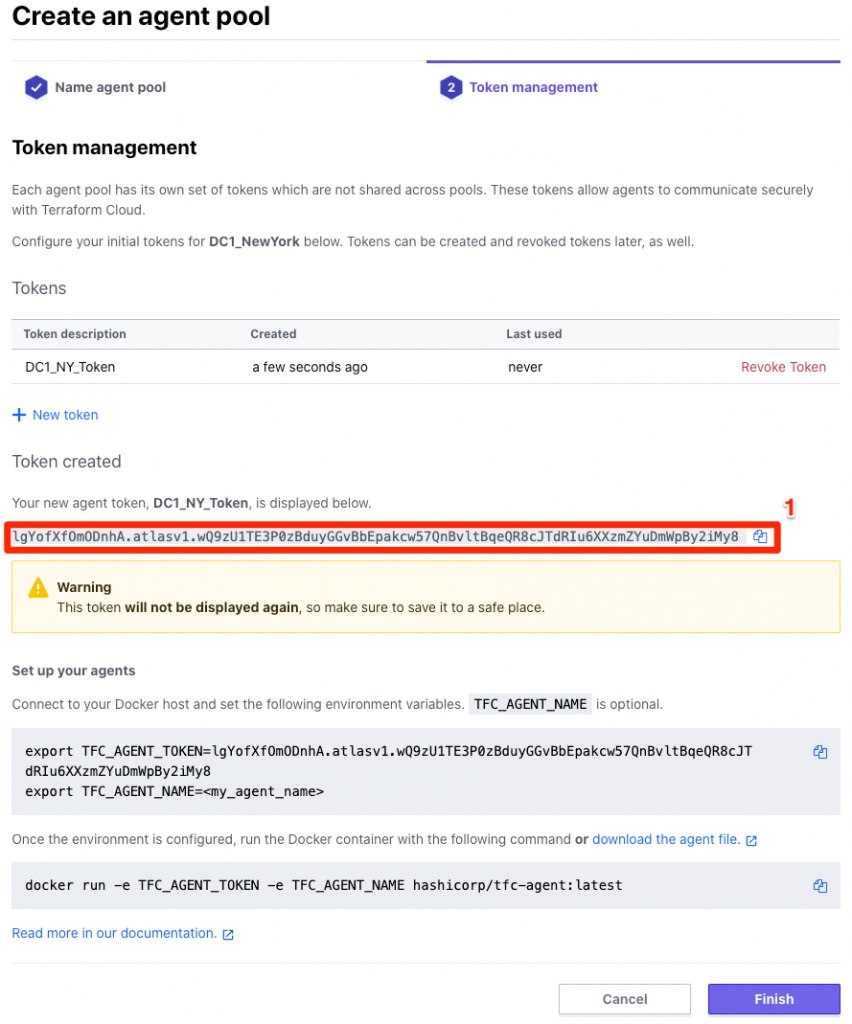 Create an agent pool
Name agent pool
2 Token management
Token management
Each agent pool has its own set of tokens which are not shared across pools. These tokens allow agents to communicate securely
with Terraform Cloud.
Configure your initial tokens for DC1_NewYork below. Tokens can be created and revoked tokens later, as well.
Tokens
Token description Created Last used
DC1_NY_Token a few seconds ago never Revoke Token
+ New token
Token created
Your new agent token, DC1_NY_Token, is displayed below.
1
lgYofXfOmODnhA.atlasv1.wQ9zU1TE3P0zBduyGGvBbEpakcw57QnBvltBqeQR8cJTdRIu6XXzmZYuDmWpBy2iMy8
Warning
This token will not be displayed again, so make sure to save it to a safe place.
Set up your agents
Connect to your Docker host and set the following environment variables. TFC_AGENT_NAME is optional.
export TFC_AGENT_TOKEN=lgYofXfOmODnhA.atlasv1.wQ9zU1TE3P0zBduyGGvBbEpakcw57QnBvltBqeQR8cJT
dRIu6XXzmZYuDmWpBy2iMy8
export TFC_AGENT_NAME=<my_agent_name>
Once the environment is configured, run the Docker container with the following command or download the agent file.
docker run -e TFC_AGENT_TOKEN -e TFC_AGENT_NAME hashicorp/tfc-agent:latest
Read more in our documentation.
Cancel Finish